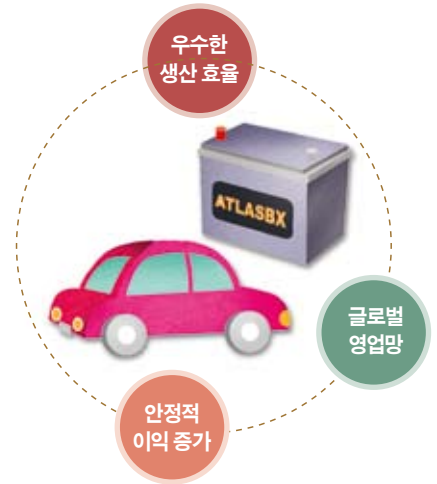 우수한
생산 효율
ATLASBX
글로벌
영업망
안정적
이익 증가